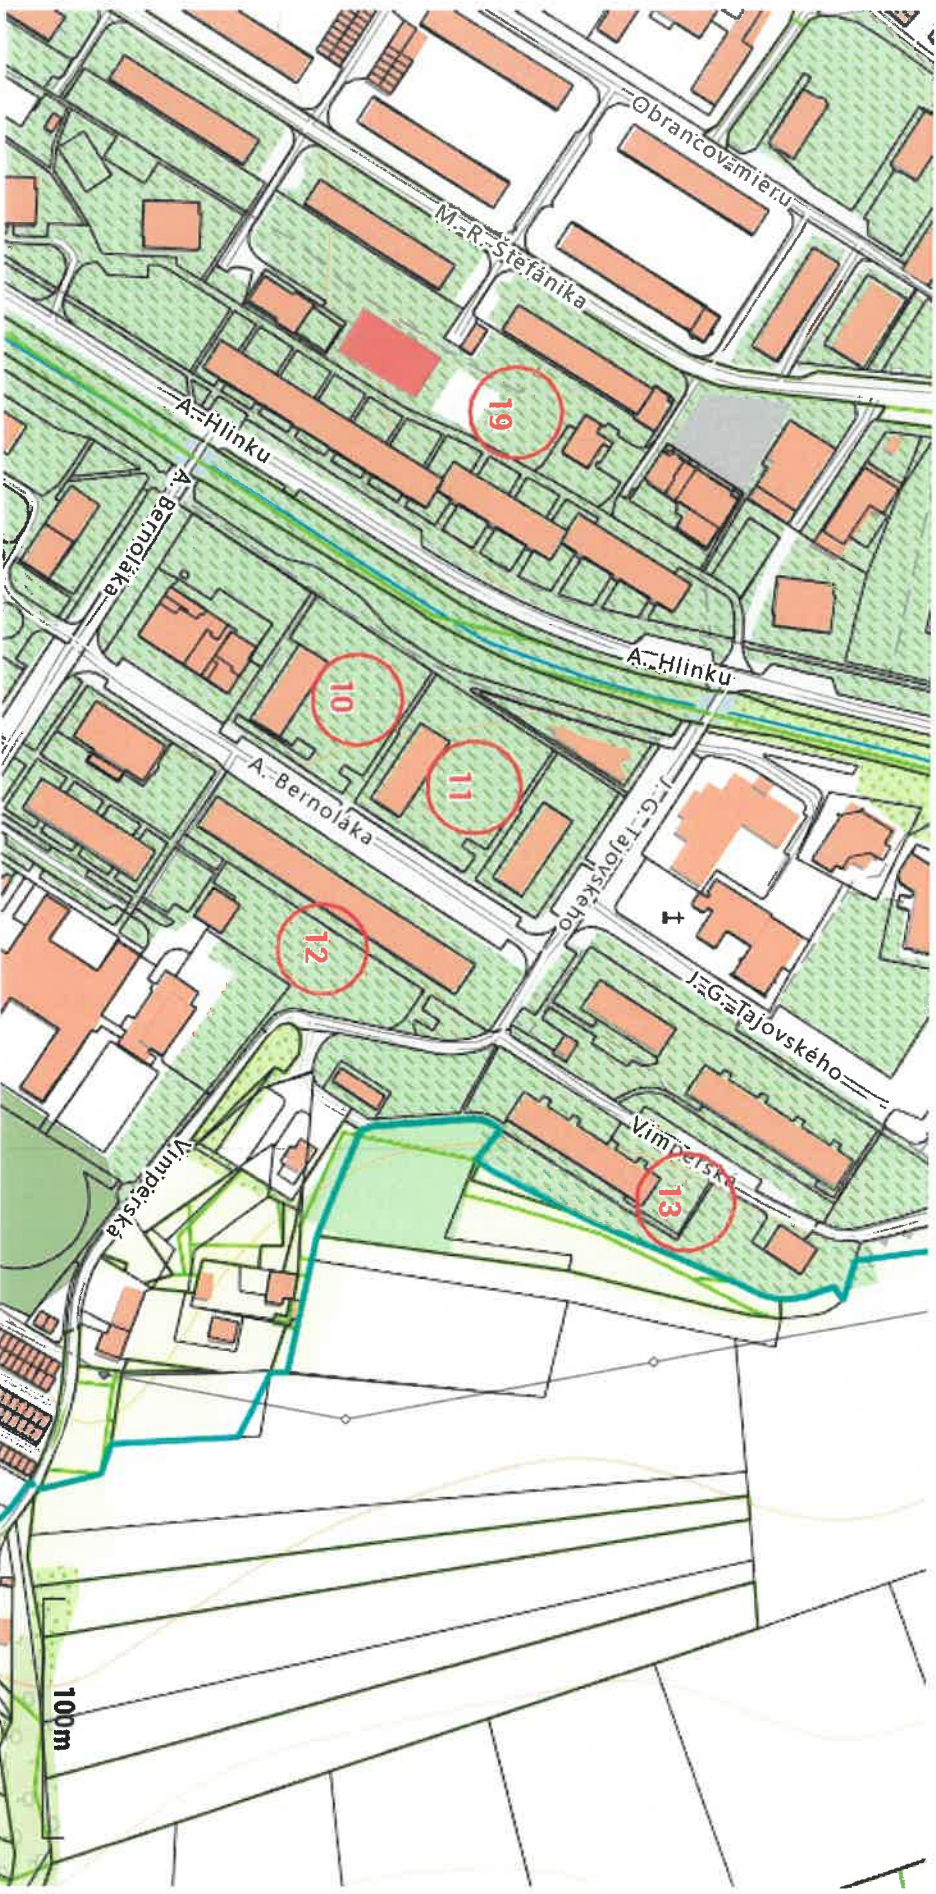 Obrancov=mieru
M.=R.=Štefánika
19
A.=Hlinku
A. Bernoláka
A.=Hlinku
10
11
A.=Bernoláka
J.=G.=Tajovského
12
J.=G.=Tajovského
Vimperská
13
Vimperská
100m